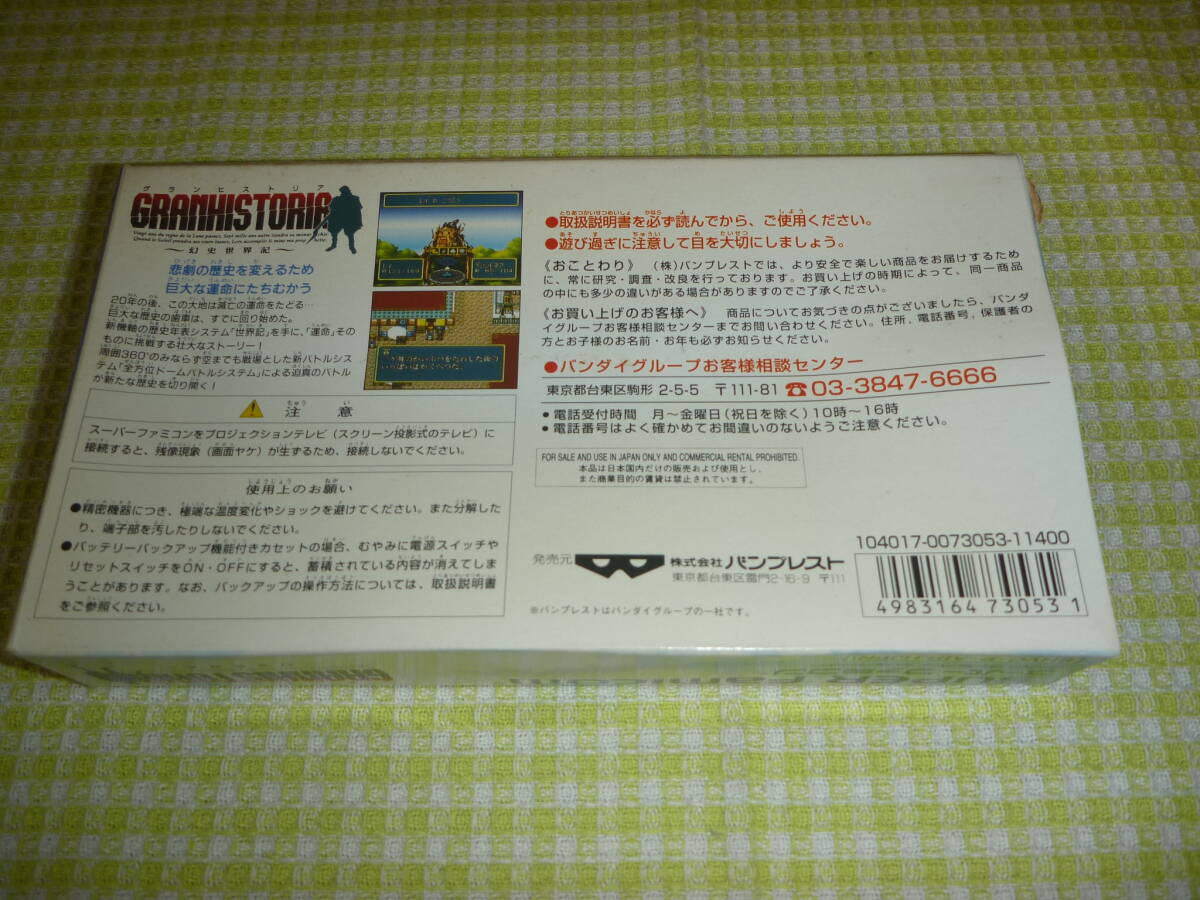 グランヒストリア
GRANHISTORIA
～幻史世界記～
悲劇の歴史を変えるため
巨大な運命にたちむかう
20年の後、この大地は滅亡の運命をたどる…
巨大な歴史の歯車は、すでに回り始めた。
新機軸の歴史年表システム「世界記」を手に、「運命」その
ものに挑戦する壮大なストーリー！
周囲360°のみならず空までも戦場とした新バトルシス
テム「全方位ドームバトルシステム」による迫真のバトル
が新たな歴史を切り開く！
注意
スーパーファミコンをプロジェクションテレビ（スクリーン投影式のテレビ）に
接続すると、残像現象（画面ヤケ）が生ずるため、接続しないでください。
使用上のお願い
●精密機器につき、極端な温度変化やショックを避けてください。また分解した
り、端子部を汚したりしないでください。
●バッテリーバックアップ機能付きカセットの場合、むやみに電源スイッチや
リセットスイッチをON・OFFにすると、蓄積されている内容が消えてしま
うことがあります。なお、バックアップの操作方法については、取扱説明書
をご参照ください。
●取扱説明書を必ず読んでから、ご使用ください。
●遊び過ぎに注意して目を大切にしましょう。
《おことわり》 （株）バンプレストでは、より安全で楽しい商品をお届けするため
に、常に研究・調査・改良を行っております。お買い上げの時期によって、同一商品
の中にも多少の違いがある場合がありますのでご了承ください。
《お買い上げのお客様へ》 商品についてお気づきの点がございましたら、バンダ
イグループお客様相談センターまでお問い合わせください。住所，電話番号，保護者の
方とお子様のお名前・お年も必ずお知らせください。
●バンダイグループお客様相談センター
東京都台東区駒形 2-5-5 〒111-81 ☎03-3847-6666
●電話受付時間 月～金曜日（祝日を除く）10時～16時
●電話番号はよく確かめてお間違いのないようご注意ください。
FOR SALE AND USE IN JAPAN ONLY AND COMMERCIAL RENTAL PROHIBITED.
本品は日本国内だけの販売および使用とし、
また商業目的の賃貸は禁止されています。
104017-0073053-11400
発売元 株式会社バンプレスト
東京都台東区雷門2-16-9 〒111
※バンプレストはバンダイグループの一社です。
4983164730531
GRANHISTORIA
SUPER Famicom